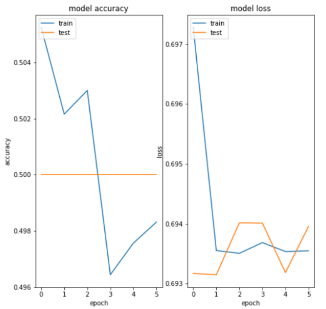 model accuracy
train
test
0.504
0.502
0.500
0.498
0.496
accuracy
0 1 2 3 4 5
epoch
model loss
train
test
0.697
0.696
0.695
0.694
0.693
loss
0 1 2 3 4 5
epoch